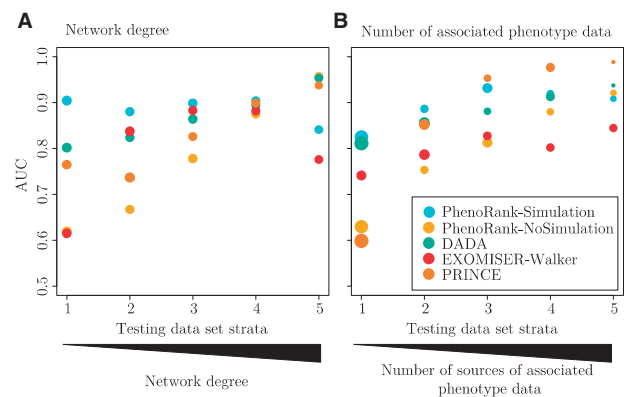 A
Network degree
AUC
1.0
0.9
0.8
0.7
0.6
0.5
1 2 3 4 5
Testing data set strata
Network degree
B
Number of associated phenotype data
PhenoRank-Simulation
PhenoRank-NoSimulation
DADA
EXOMISER-Walker
PRINCE
1 2 3 4 5
Testing data set strata
Number of sources of associated
phenotype data